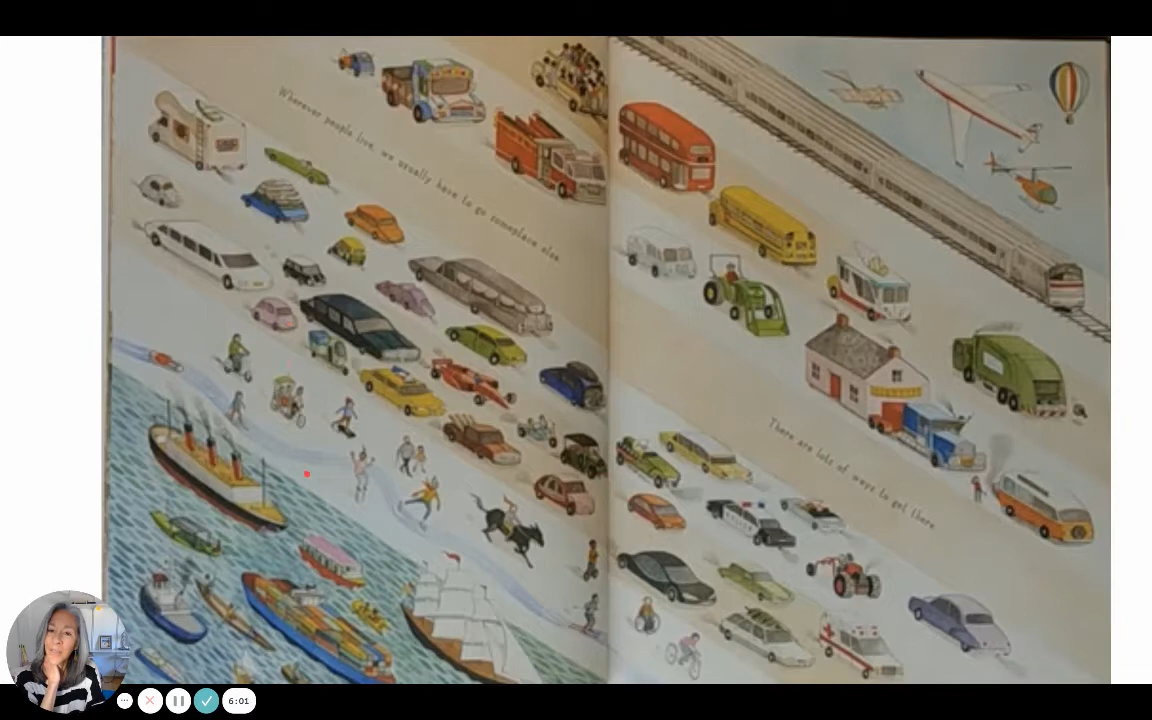 Wherever people live, we usually have to go someplace else.
There are lots of ways to get there.
POLICE
6:01